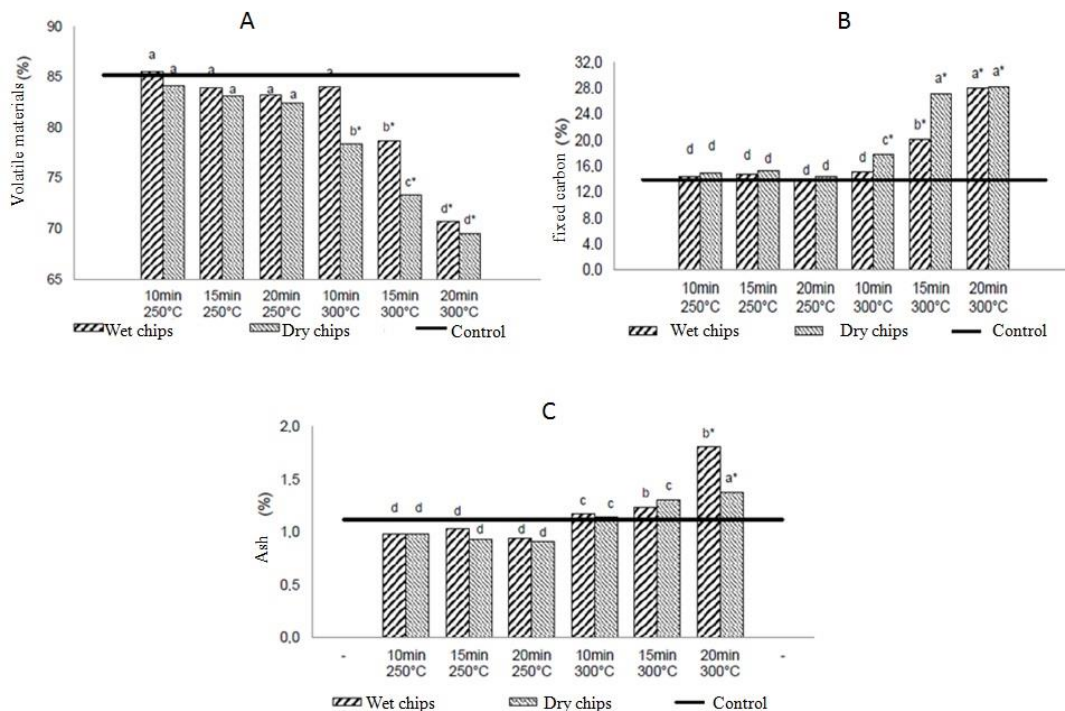 A
Volatile materials (%)
90
85
80
75
70
65
a
a
a
a
a
a
a
b*
b*
c*
d*
d*
10min 15min 20min 10min 15min 20min
250°C 250°C 250°C 300°C 300°C 300°C
Wet chips Dry chips Control
B
fixed carbon (%)
32.0
28.0
24.0
20.0
16.0
12.0
8.0
4.0
0.0
d d
d d
d d
d c*
b* a*
a* a*
10min 15min 20min 10min 15min 20min
250°C 250°C 250°C 300°C 300°C 300°C
Wet chips Dry chips Control
C
Ash (%)
2,0
1,5
1,0
0,5
0,0
d d
d d
d d
c c
b c
b* a*
- 10min 15min 20min 10min 15min 20min -
250°C 250°C 250°C 300°C 300°C 300°C
Wet chips Dry chips Control